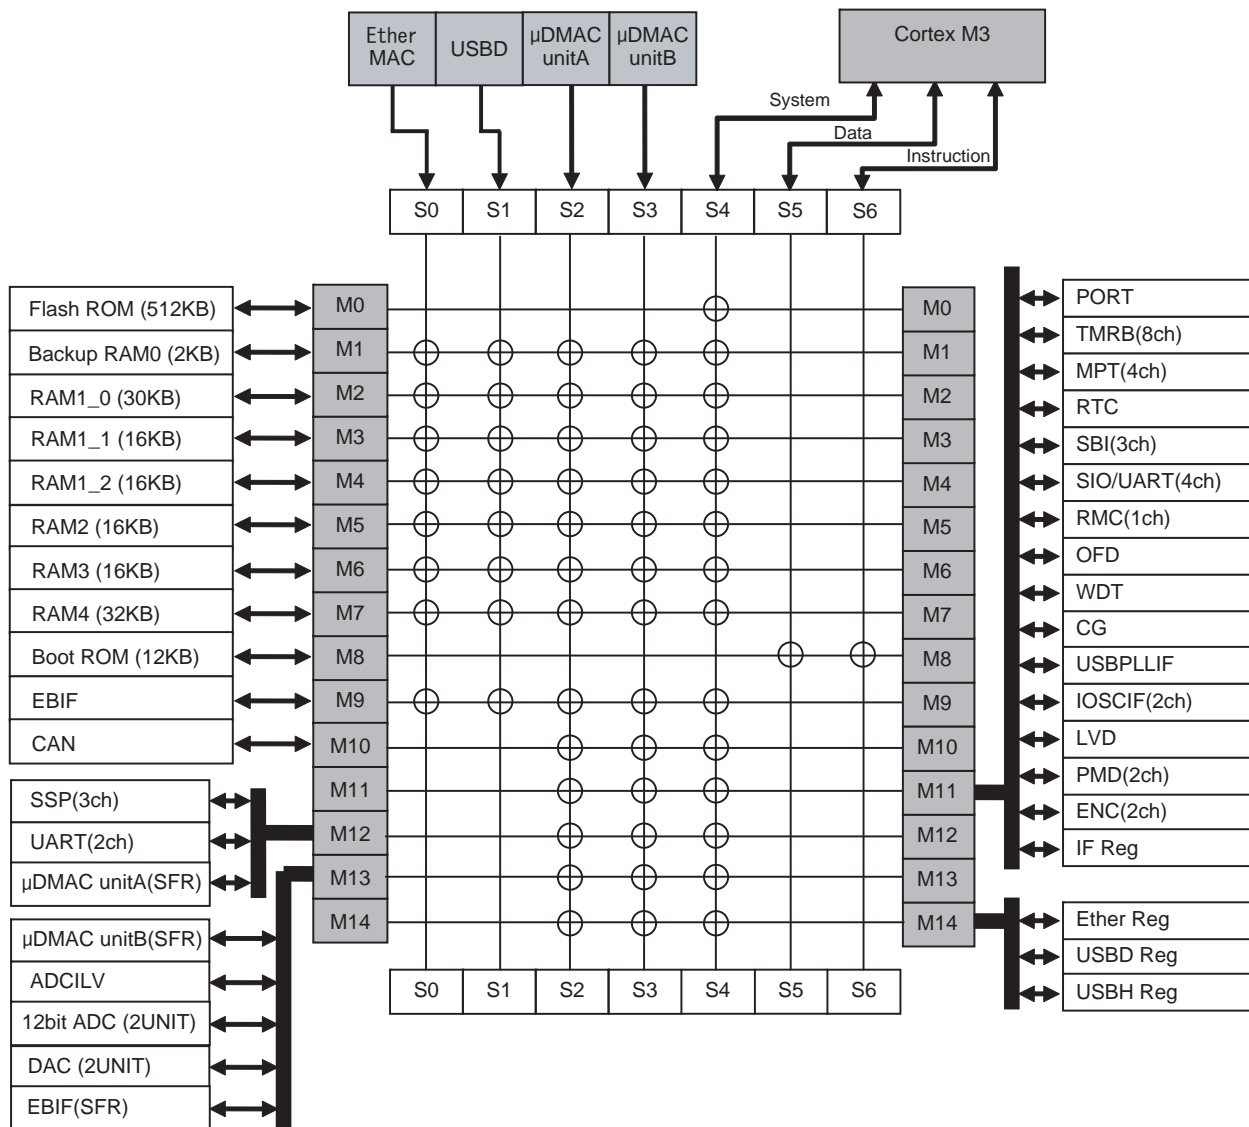 Ether
MAC
USBD
µDMAC
unitA
µDMAC
unitB
Cortex M3
System
Data
Instruction
S0 S1 S2 S3 S4 S5 S6
Flash ROM (512KB)
Backup RAM0 (2KB)
RAM1_0 (30KB)
RAM1_1 (16KB)
RAM1_2 (16KB)
RAM2 (16KB)
RAM3 (16KB)
RAM4 (32KB)
Boot ROM (12KB)
EBIF
CAN
SSP(3ch)
UART(2ch)
µDMAC unitA(SFR)
µDMAC unitB(SFR)
ADCILV
12bit ADC (2UNIT)
DAC (2UNIT)
EBIF(SFR)
M0
M1
M2
M3
M4
M5
M6
M7
M8
M9
M10
M11
M12
M13
M14
M0
M1
M2
M3
M4
M5
M6
M7
M8
M9
M10
M11
M12
M13
M14
PORT
TMRB(8ch)
MPT(4ch)
RTC
SBI(3ch)
SIO/UART(4ch)
RMC(1ch)
OFD
WDT
CG
USBPLLIF
IOSCIF(2ch)
LVD
PMD(2ch)
ENC(2ch)
IF Reg
Ether Reg
USBD Reg
USBH Reg
S0 S1 S2 S3 S4 S5 S6